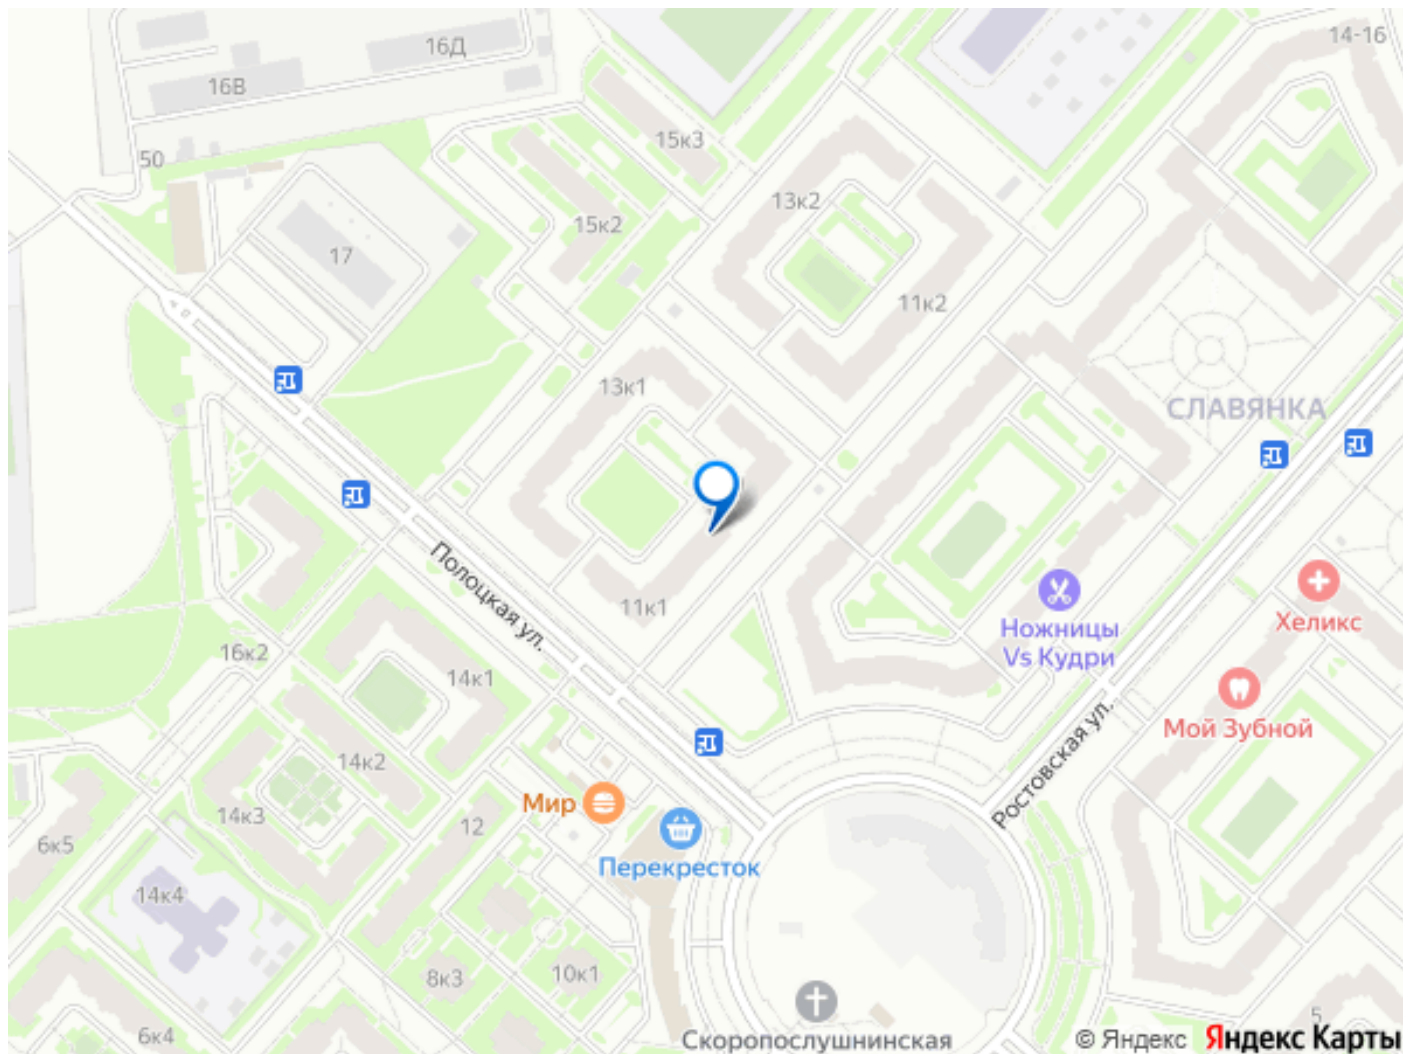 14-16
16Д
16В
15к3
50
15к2
13к2
17
11к2
13к1
СЛАВЯНКА
Полоцкая ул.
11к1
Ножницы
Vs Кудри
Хеликс
16к2
14к1
Мой Зубной
Ростовская ул.
14к2
Мир
14к3
12
6к5
Перекресток
14к4
8к3
10к1
5
6к4
Скоропослушнинская
© Яндекс Яндекс Карты